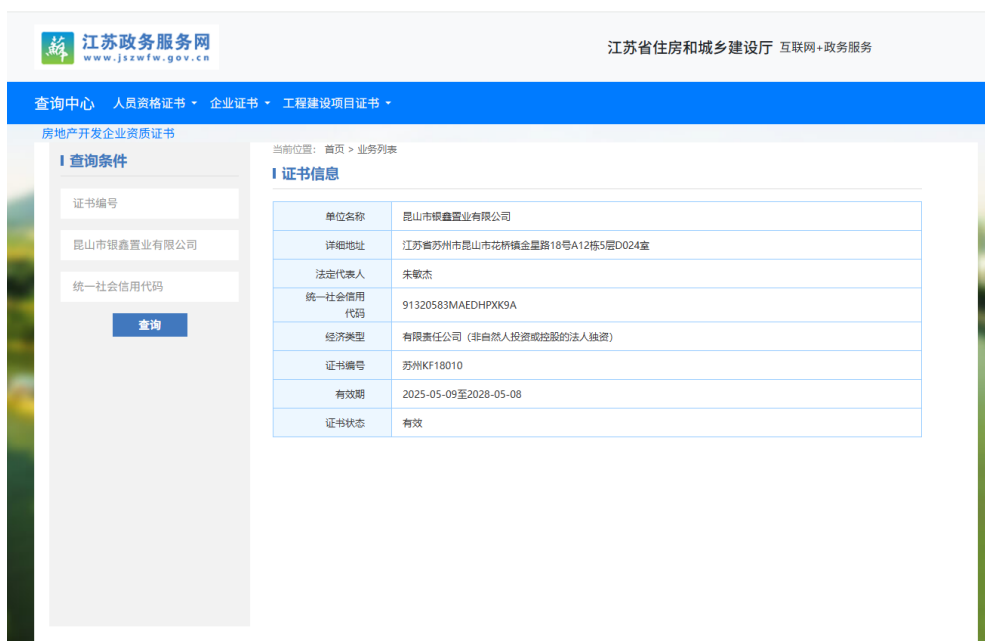 江苏政务服务网
www.jszwfw.gov.cn
江苏省住房和城乡建设厅 互联网+政务服务
查询中心 人员资格证书 企业证书 工程建设项目证书
房地产开发企业资质证书
查询条件
证书编号
昆山市银鑫置业有限公司
统一社会信用代码
查询
当前位置: 首页 > 业务列表
证书信息
单位名称 昆山市银鑫置业有限公司
详细地址 江苏省苏州市昆山市花桥镇金星路18号A12栋5层D024室
法定代表人 朱敏杰
统一社会信用
代码 91320583MAEDHPXK9A
经济类型 有限责任公司（非自然人投资或控股的法人独资）
证书编号 苏州KF18010
有效期 2025-05-09至2028-05-08
证书状态 有效